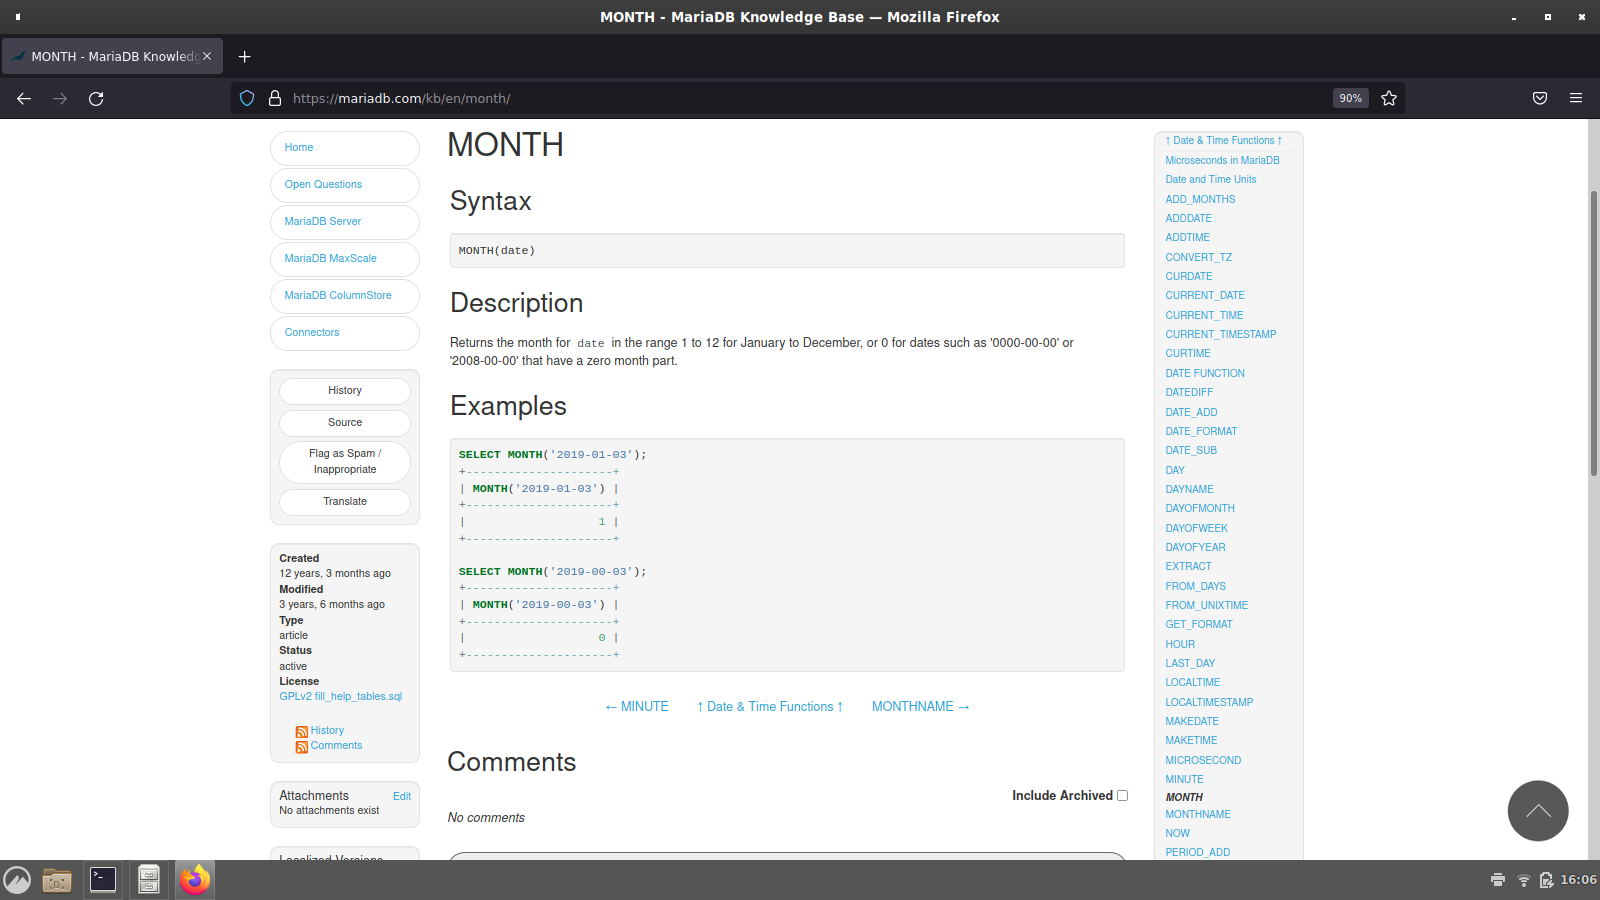 MONTH - MariaDB Knowledge Base — Mozilla Firefox
MONTH - MariaDB Knowledg
https://mariadb.com/kb/en/month/
90%
Home
Open Questions
MariaDB Server
MariaDB MaxScale
MariaDB ColumnStore
Connectors
History
Source
Flag as Spam /
Inappropriate
Translate
Created
12 years, 3 months ago
Modified
3 years, 6 months ago
Type
article
Status
active
License
GPLv2 fill_help_tables.sql
History
Comments
Attachments Edit
No attachments exist
Localized Versions
MONTH
Syntax
MONTH(date)
Description
Returns the month for date in the range 1 to 12 for January to December, or 0 for dates such as '0000-00-00' or
'2008-00-00' that have a zero month part.
Examples
SELECT MONTH('2019-01-03');
+---------------------+
| MONTH('2019-01-03') |
+---------------------+
|                   1 |
+---------------------+
SELECT MONTH('2019-00-03');
+---------------------+
| MONTH('2019-00-03') |
+---------------------+
|                   0 |
+---------------------+
← MINUTE ↑ Date & Time Functions ↑ MONTHNAME →
Comments
Include Archived
No comments
↑ Date & Time Functions ↑
Microseconds in MariaDB
Date and Time Units
ADD_MONTHS
ADDDATE
ADDTIME
CONVERT_TZ
CURDATE
CURRENT_DATE
CURRENT_TIME
CURRENT_TIMESTAMP
CURTIME
DATE FUNCTION
DATEDIFF
DATE_ADD
DATE_FORMAT
DATE_SUB
DAY
DAYNAME
DAYOFMONTH
DAYOFWEEK
DAYOFYEAR
EXTRACT
FROM_DAYS
FROM_UNIXTIME
GET_FORMAT
HOUR
LAST_DAY
LOCALTIME
LOCALTIMESTAMP
MAKEDATE
MAKETIME
MICROSECOND
MINUTE
MONTH
MONTHNAME
NOW
PERIOD_ADD
16:06